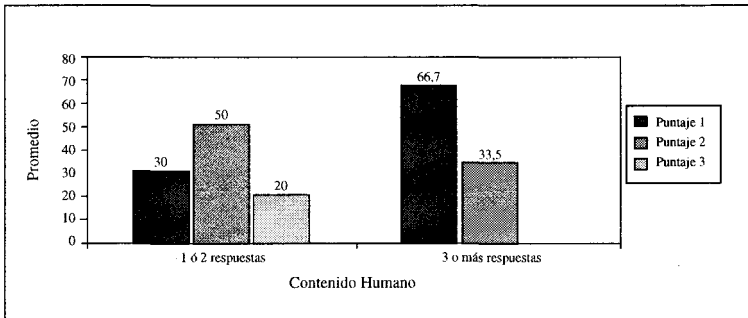 80
70
60
50
40
30
20
10
0
Promedio
30
50
20
66,7
33,5
1 ó 2 respuestas
3 o más respuestas
Contenido Humano
Puntaje 1
Puntaje 2
Puntaje 3